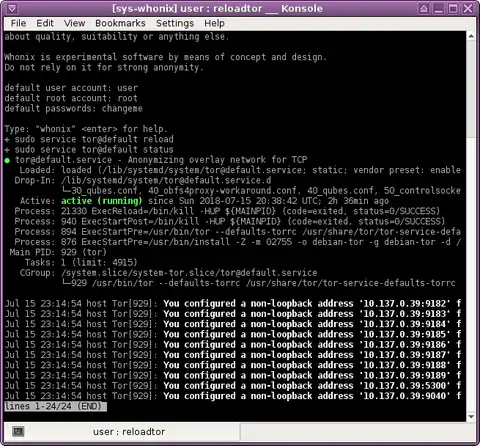 [sys-whonix] user : reloadtor __ Konsole
File Edit View Bookmarks Settings Help
about quality, suitability or anything else.
Whonix is experimental software by means of concept and design.
Do not rely on it for strong anonymity.
default user account: user
default root account: root
default passwords: changeme
Type: "whonix" <enter> for help.
+ sudo service tor@default reload
+ sudo service tor@default status
● tor@default.service - Anonymizing overlay network for TCP
Loaded: loaded (/lib/systemd/system/tor@default.service; static; vendor preset: enable
Drop-In: /lib/systemd/system/tor@default.service.d
└─30_qubes.conf, 40_obfs4proxy-workaround.conf, 40_qubes.conf, 50_controlsocke
Active: active (running) since Sun 2018-07-15 20:38:42 UTC; 2h 36min ago
Process: 21330 ExecReload=/bin/kill -HUP ${MAINPID} (code=exited, status=0/SUCCESS)
Process: 940 ExecStartPost=/bin/kill -HUP ${MAINPID} (code=exited, status=0/SUCCESS)
Process: 894 ExecStartPre=/usr/bin/tor --defaults-torrc /usr/share/tor/tor-service-defa
Process: 876 ExecStartPre=/usr/bin/install -Z -m 02755 -o debian-tor -g debian-tor -d /
Main PID: 929 (tor)
Tasks: 1 (limit: 4915)
CGroup: /system.slice/system-tor.slice/tor@default.service
└─929 /usr/bin/tor --defaults-torrc /usr/share/tor/tor-service-defaults-torrc
Jul 15 23:14:54 host Tor[929]: You configured a non-loopback address '10.137.0.39:9182' f
Jul 15 23:14:54 host Tor[929]: You configured a non-loopback address '10.137.0.39:9183' f
Jul 15 23:14:54 host Tor[929]: You configured a non-loopback address '10.137.0.39:9184' f
Jul 15 23:14:54 host Tor[929]: You configured a non-loopback address '10.137.0.39:9185' f
Jul 15 23:14:54 host Tor[929]: You configured a non-loopback address '10.137.0.39:9186' f
Jul 15 23:14:54 host Tor[929]: You configured a non-loopback address '10.137.0.39:9187' f
Jul 15 23:14:54 host Tor[929]: You configured a non-loopback address '10.137.0.39:9188' f
Jul 15 23:14:54 host Tor[929]: You configured a non-loopback address '10.137.0.39:9189' f
Jul 15 23:14:54 host Tor[929]: You configured a non-loopback address '10.137.0.39:5300' f
Jul 15 23:14:54 host Tor[929]: You configured a non-loopback address '10.137.0.39:9040' f
lines 1-24/24 (END)
user : reloadtor